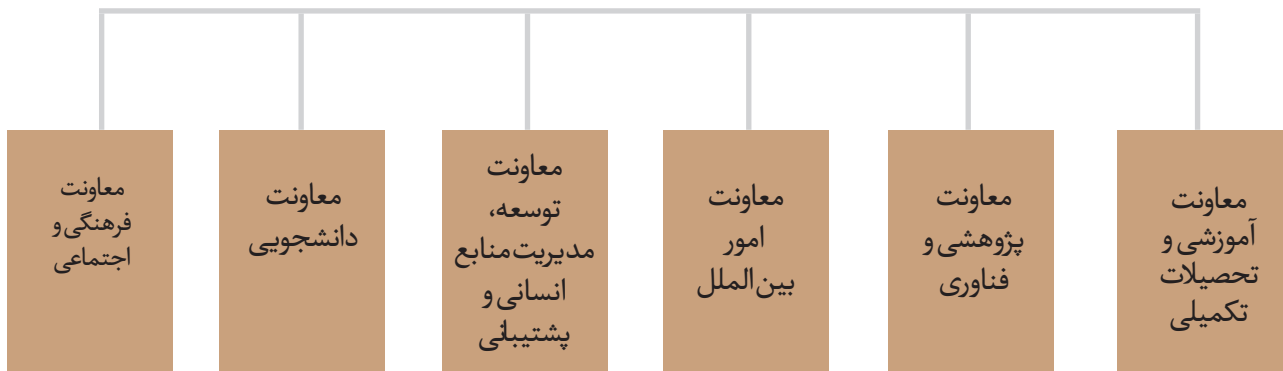 معاونت
آموزشی و
تحصیلات
تکمیلی
معاونت
پژوهشی و
فناوری
معاونت
امور
بین‌الملل
معاونت
توسعه،
مدیریت منابع
انسانی و
پشتیبانی
معاونت
دانشجویی
معاونت
فرهنگی و
اجتماعی